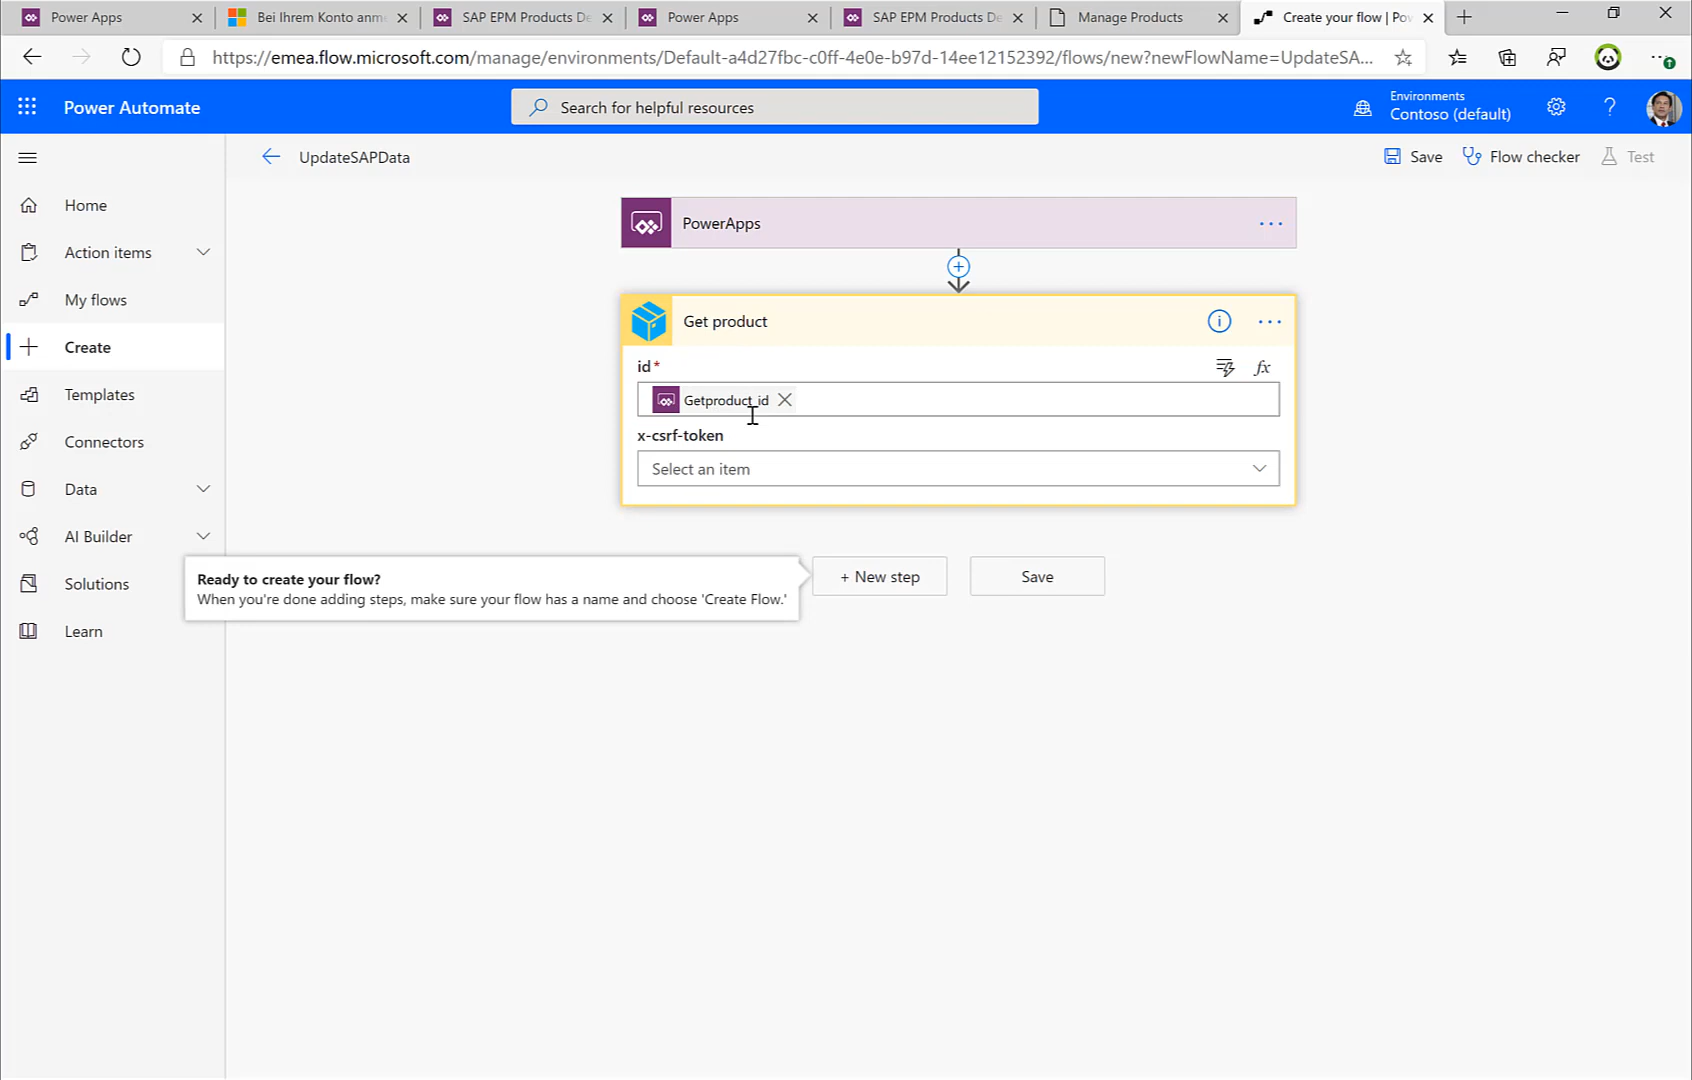 Power Apps
Bei Ihrem Konto anm
SAP EPM Products De
Power Apps
SAP EPM Products De
Manage Products
Create your flow | Po
https://emea.flow.microsoft.com/manage/environments/Default-a4d27fbc-c0ff-4e0e-b97d-14ee12152392/flows/new?newFlowName=UpdateSA...
Power Automate
Search for helpful resources
Environments
Contoso (default)
?
UpdateSAPData
Save
Flow checker
Test
Home
Action items
My flows
Create
Templates
Connectors
Data
AI Builder
Solutions
Learn
PowerApps
Get product
id*
fx
Getproduct_id
x-csrf-token
Select an item
Ready to create your flow?
When you're done adding steps, make sure your flow has a name and choose 'Create Flow.'
+ New step
Save